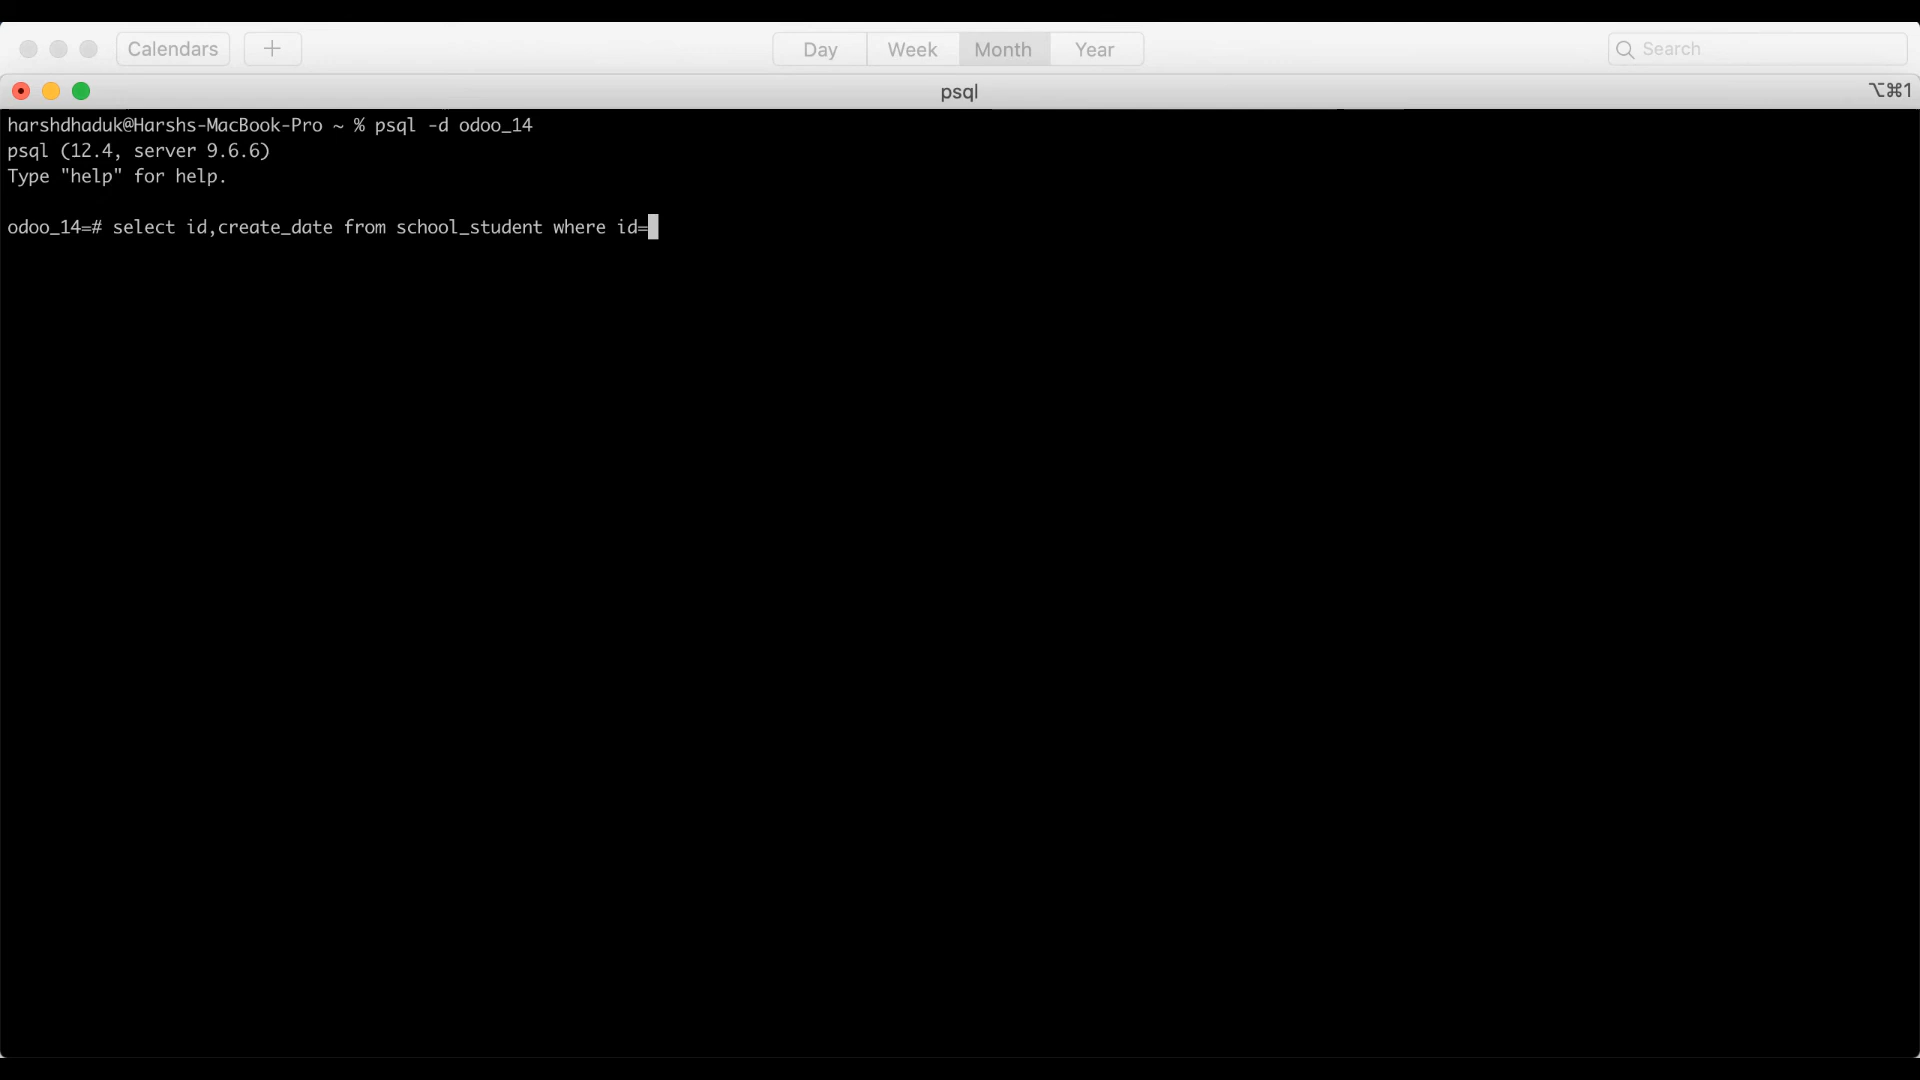 Calendars
+
Day Week Month Year
Search
psql
⌥⌘1
harshdhaduk@Harshs-MacBook-Pro ~ % psql -d odoo_14
psql (12.4, server 9.6.6)
Type "help" for help.
odoo_14=# select id,create_date from school_student where id=